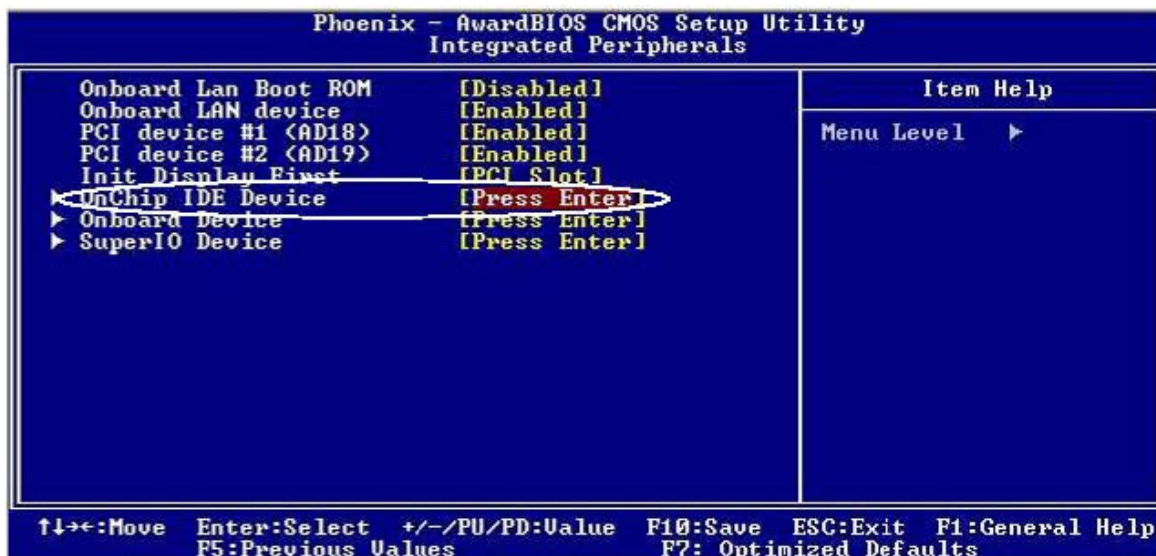 Phoenix - AwardBIOS CMOS Setup Utility
Integrated Peripherals
Onboard Lan Boot ROM [Disabled]
Onboard LAN device [Enabled]
PCI device #1 (AD18) [Enabled]
PCI device #2 (AD19) [Enabled]
Init Display First [PCI Slot]
► OnChip IDE Device [Press Enter]
► Onboard Device [Press Enter]
► SuperIO Device [Press Enter]
Item Help
Menu Level ►
↑↓→←:Move Enter:Select +/-/PU/PD:Value F10:Save ESC:Exit F1:General Help
F5:Previous Values F7: Optimized Defaults